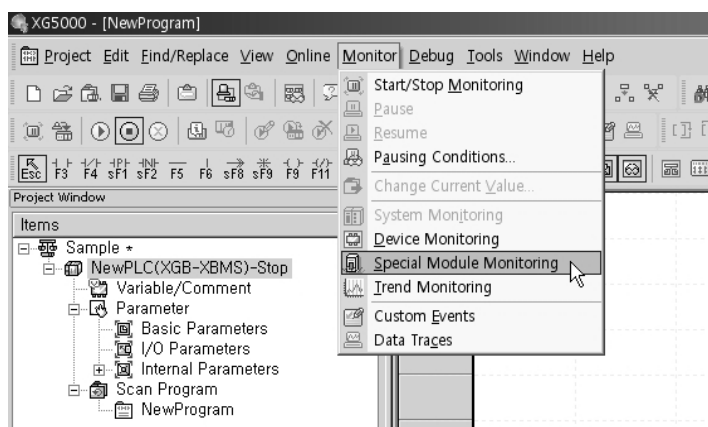 XG5000 - [NewProgram]
Project Edit Find/Replace View Online Monitor Debug Tools Window Help
Start/Stop Monitoring
Pause
Resume
Pausing Conditions...
Change Current Value...
System Monitoring
Device Monitoring
Special Module Monitoring
Trend Monitoring
Custom Events
Data Traces
Esc F3 F4 sF1 sF2 F5 F6 sF8 sF9 F9 F11
Project Window
Items
Sample *
NewPLC(XGB-XBMS)-Stop
Variable/Comment
Parameter
Basic Parameters
I/O Parameters
Internal Parameters
Scan Program
NewProgram